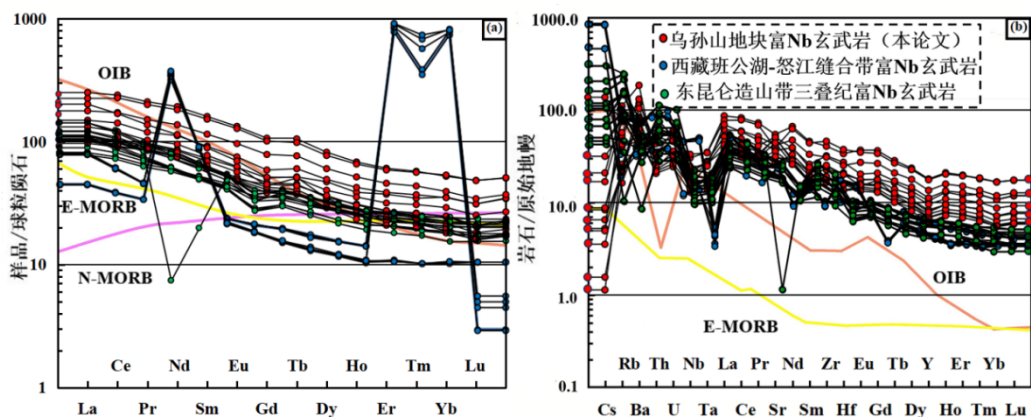 1000
100
10
1
样品/球粒陨石
(a)
OIB
E-MORB
N-MORB
Ce Nd Eu Tb Ho Tm Lu
La Pr Sm Gd Dy Er Yb
1000.0
100.0
10.0
1.0
0.1
岩石/原始地幔
(b)
乌孙山地块富Nb玄武岩（本论文）
西藏班公湖-怒江缝合带富Nb玄武岩
东昆仑造山带三叠纪富Nb玄武岩
OIB
E-MORB
Rb Th Nb La Pr Nd Zr Eu Tb Y Er Yb
Cs Ba U Ta Ce Sr Sm Hf Gd Dy Ho Tm Lu